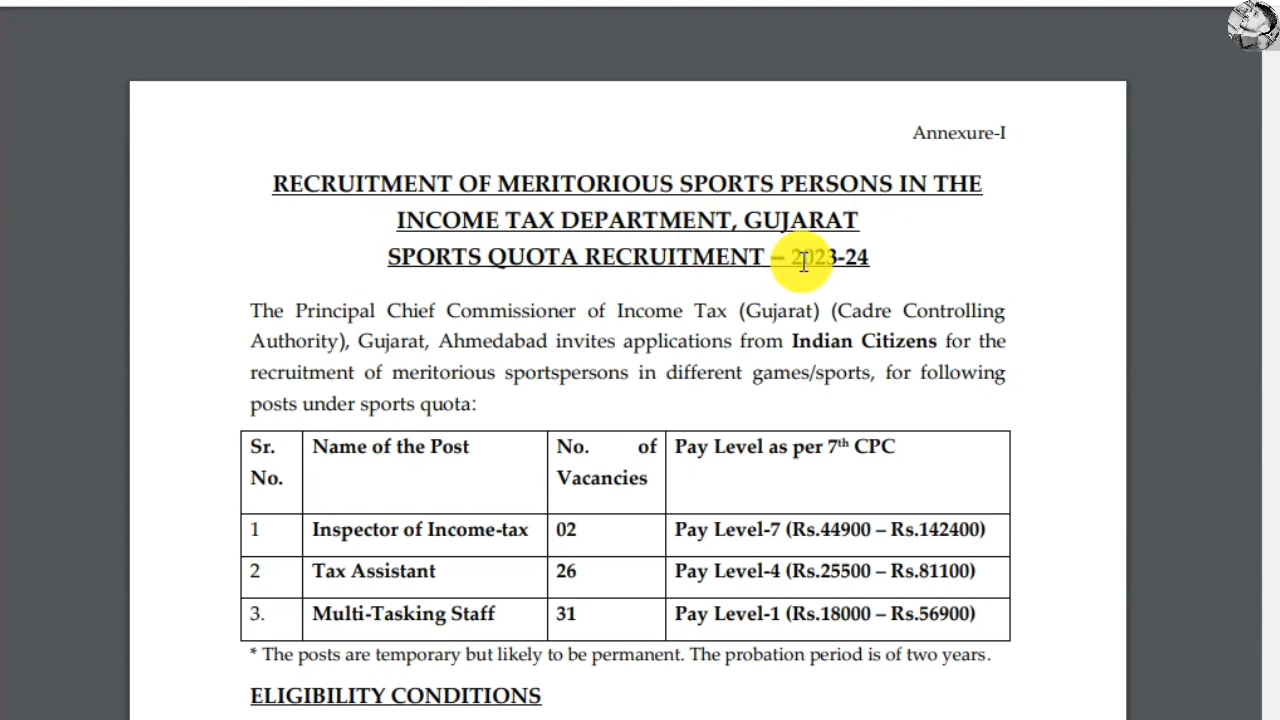 Annexure-I
RECRUITMENT OF MERITORIOUS SPORTS PERSONS IN THE
INCOME TAX DEPARTMENT, GUJARAT
SPORTS QUOTA RECRUITMENT – 2023-24
The Principal Chief Commissioner of Income Tax (Gujarat) (Cadre Controlling
Authority), Gujarat, Ahmedabad invites applications from Indian Citizens for the
recruitment of meritorious sportspersons in different games/sports, for following
posts under sports quota:
Sr. No. Name of the Post No. of Vacancies Pay Level as per 7th CPC
1 Inspector of Income-tax 02 Pay Level-7 (Rs.44900 – Rs.142400)
2 Tax Assistant 26 Pay Level-4 (Rs.25500 – Rs.81100)
3. Multi-Tasking Staff 31 Pay Level-1 (Rs.18000 – Rs.56900)
* The posts are temporary but likely to be permanent. The probation period is of two years.
ELIGIBILITY CONDITIONS